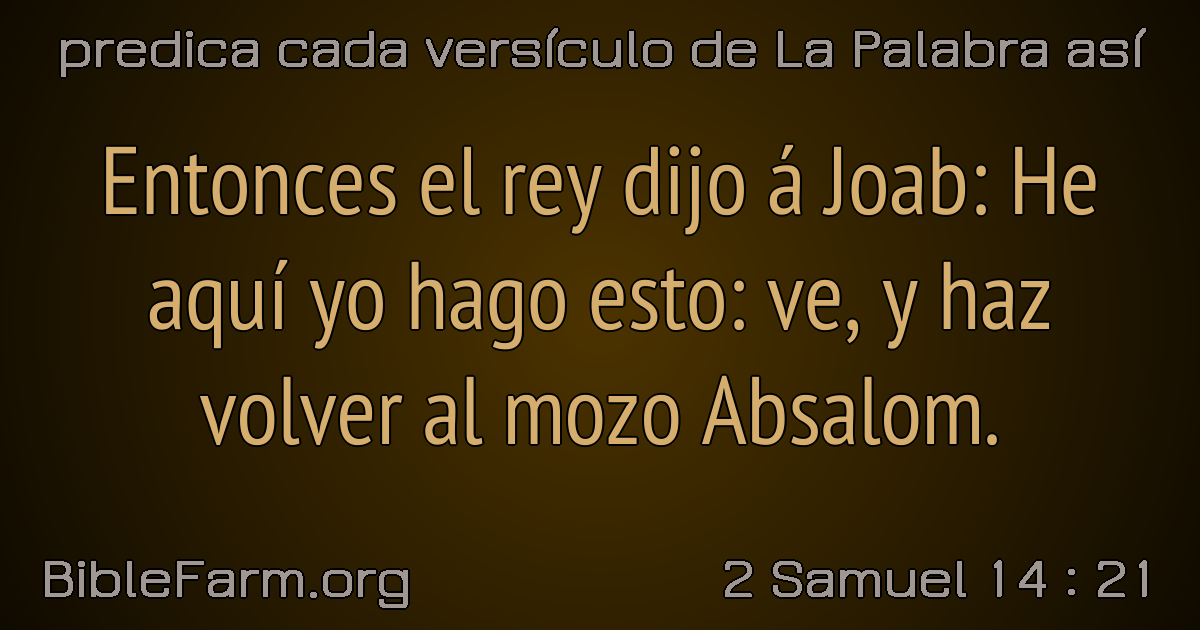 predica cada versículo de La Palabra así
Entonces el rey dijo á Joab: He
aquí yo hago esto: ve, y haz
volver al mozo Absalom.
BibleFarm.org
2 Samuel 14 : 21